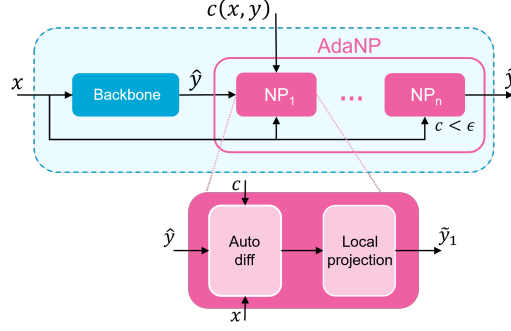 c(x, y)
AdaNP
x
Backbone
ŷ
NP₁
...
NPₙ
ỹ
c < ϵ
c
ŷ
Auto
diff
Local
projection
ỹ₁
x